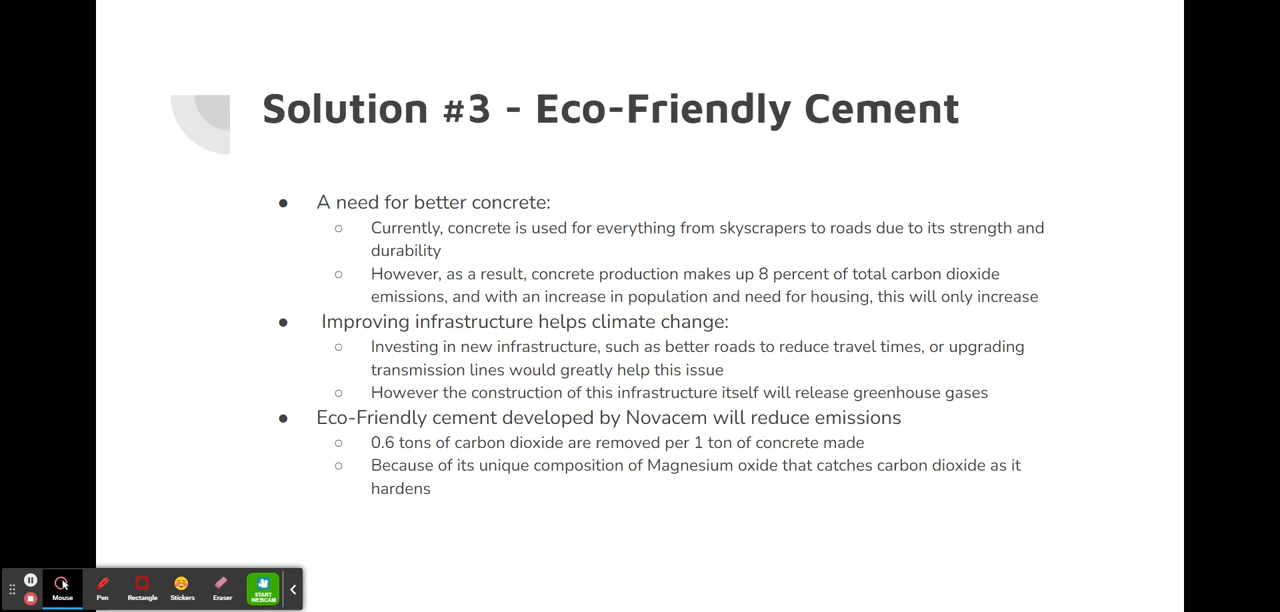 Solution #3 - Eco-Friendly Cement
● A need for better concrete:
○ Currently, concrete is used for everything from skyscrapers to roads due to its strength and
durability
○ However, as a result, concrete production makes up 8 percent of total carbon dioxide
emissions, and with an increase in population and need for housing, this will only increase
● Improving infrastructure helps climate change:
○ Investing in new infrastructure, such as better roads to reduce travel times, or upgrading
transmission lines would greatly help this issue
○ However the construction of this infrastructure itself will release greenhouse gases
● Eco-Friendly cement developed by Novacem will reduce emissions
○ 0.6 tons of carbon dioxide are removed per 1 ton of concrete made
○ Because of its unique composition of Magnesium oxide that catches carbon dioxide as it
hardens
Mouse Pen Rectangle Stickers Eraser START
WEBCAM